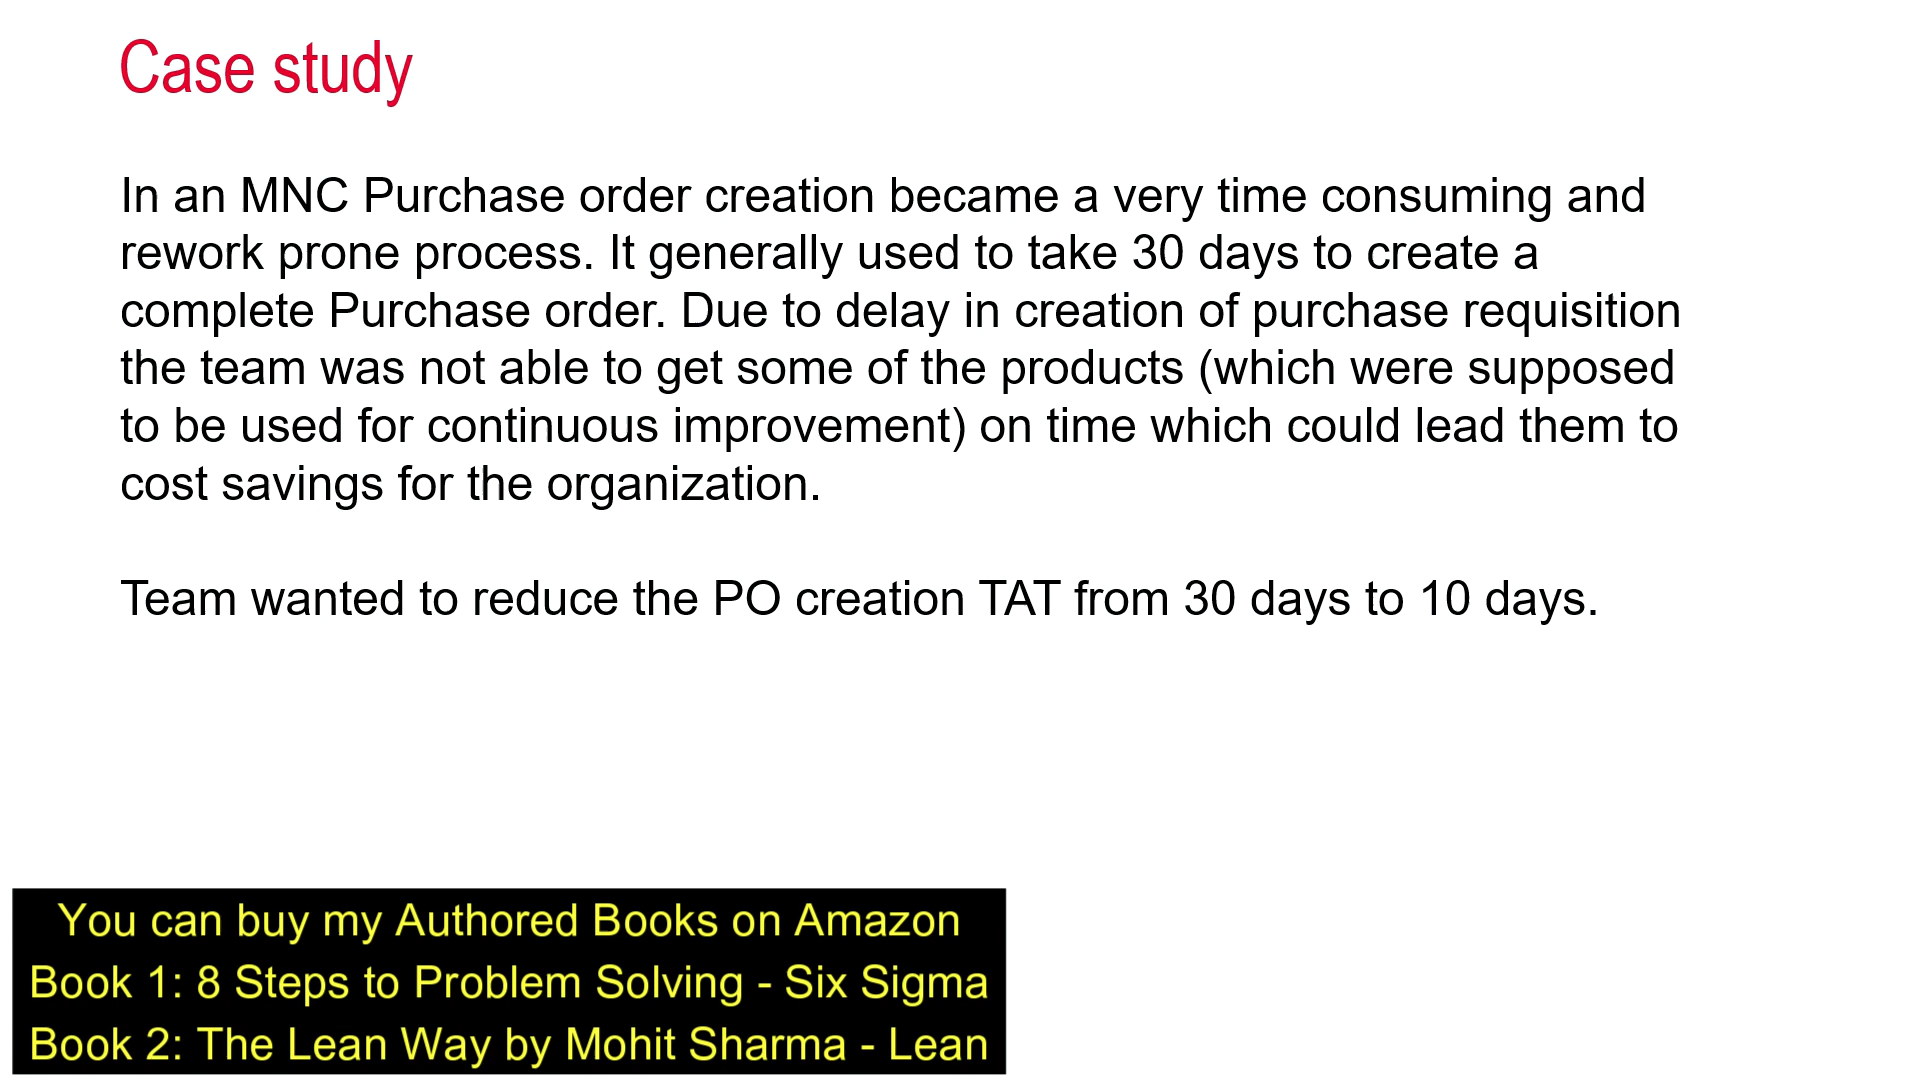 Case study
In an MNC Purchase order creation became a very time consuming and
rework prone process. It generally used to take 30 days to create a
complete Purchase order. Due to delay in creation of purchase requisition
the team was not able to get some of the products (which were supposed
to be used for continuous improvement) on time which could lead them to
cost savings for the organization.
Team wanted to reduce the PO creation TAT from 30 days to 10 days.
You can buy my Authored Books on Amazon
Book 1: 8 Steps to Problem Solving - Six Sigma
Book 2: The Lean Way by Mohit Sharma - Lean